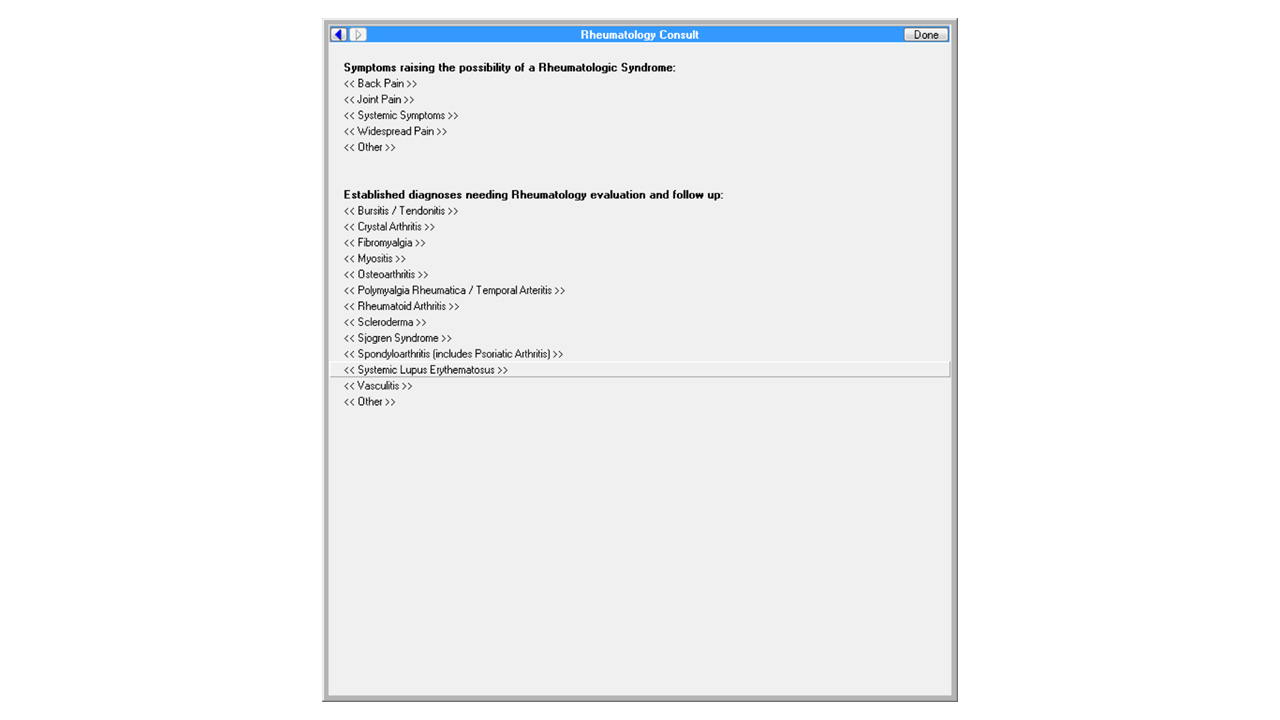 Rheumatology Consult
Done
Symptoms raising the possibility of a Rheumatologic Syndrome:
<< Back Pain >>
<< Joint Pain >>
<< Systemic Symptoms >>
<< Widespread Pain >>
<< Other >>
Established diagnoses needing Rheumatology evaluation and follow up:
<< Bursitis / Tendonitis >>
<< Crystal Arthritis >>
<< Fibromyalgia >>
<< Myositis >>
<< Osteoarthritis >>
<< Polymyalgia Rheumatica / Temporal Arteritis >>
<< Rheumatoid Arthritis >>
<< Scleroderma >>
<< Sjogren Syndrome >>
<< Spondyloarthritis (includes Psoriatic Arthritis) >>
<< Systemic Lupus Erythematosus >>
<< Vasculitis >>
<< Other >>